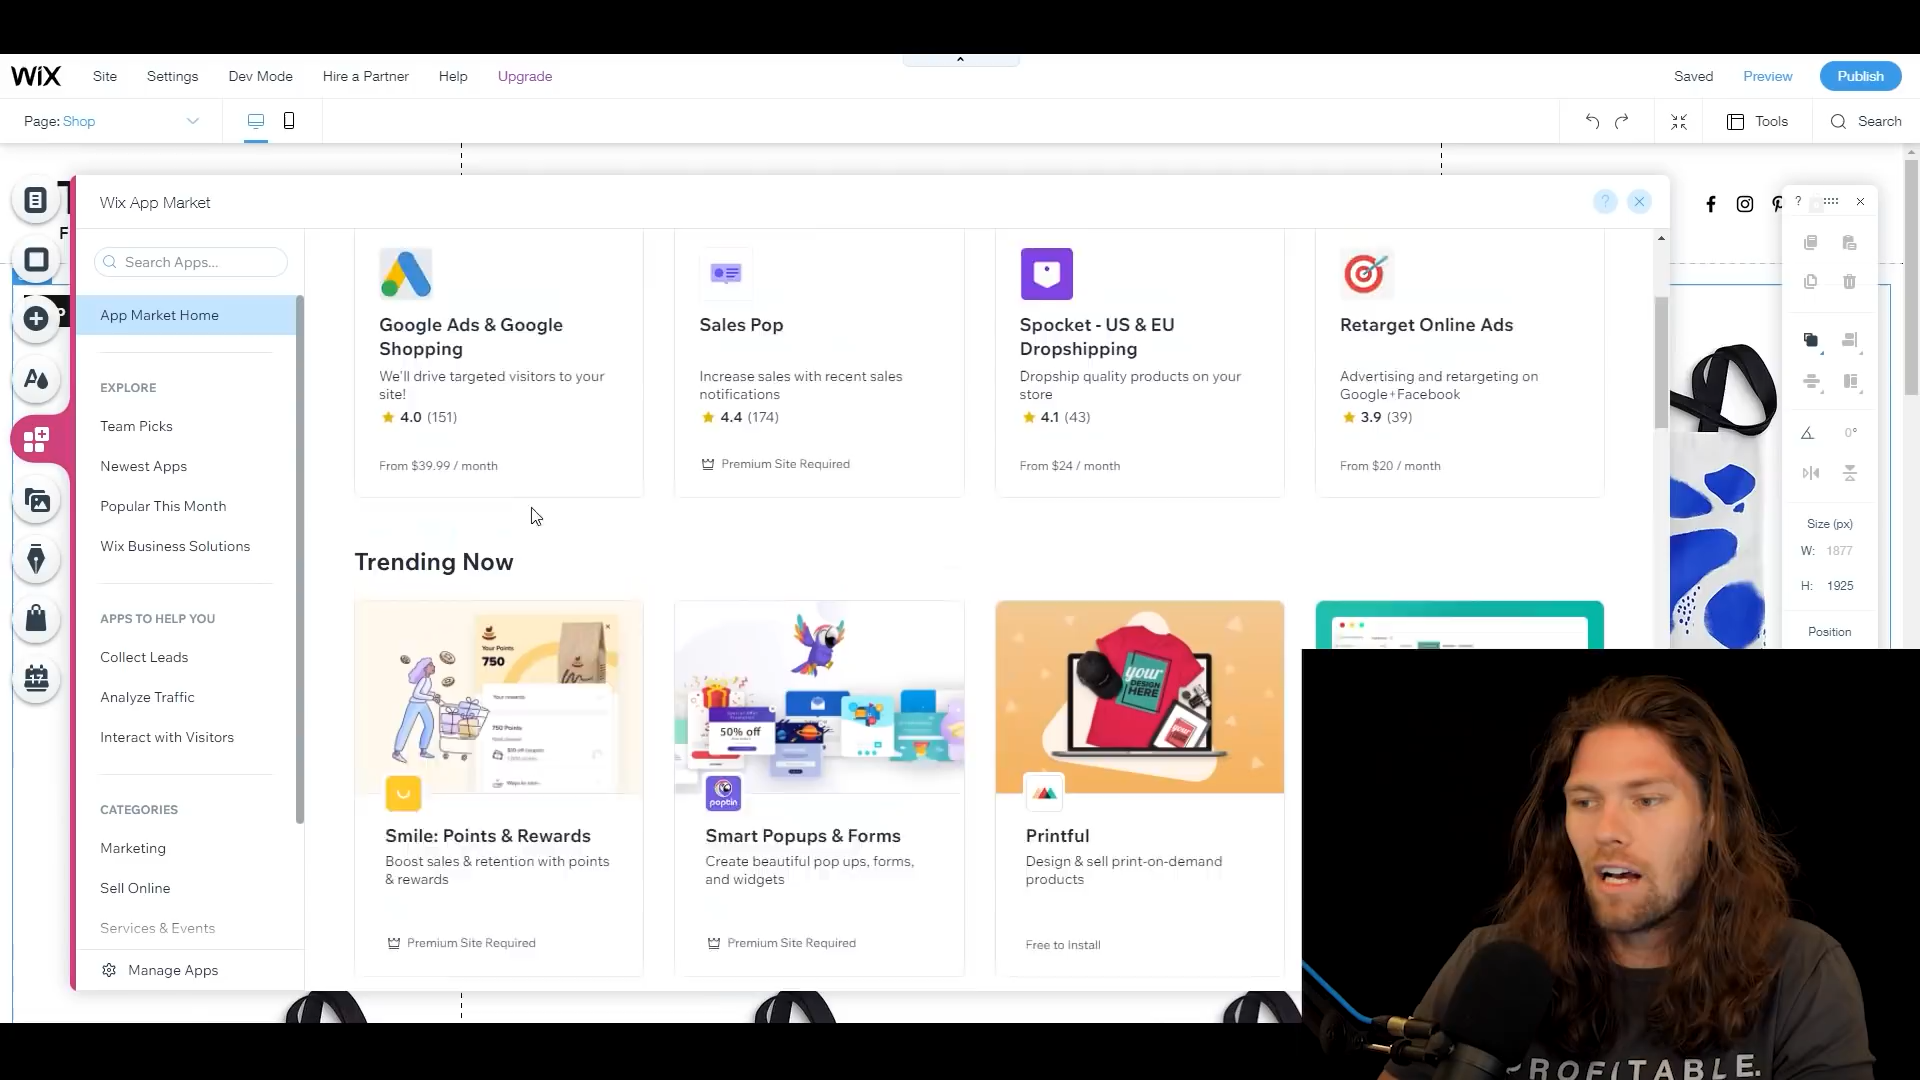 WiX Site Settings Dev Mode Hire a Partner Help Upgrade Saved Preview Publish
Page: Shop Tools Search
Wix App Market
Search Apps...
App Market Home
EXPLORE
Team Picks
Newest Apps
Popular This Month
Wix Business Solutions
APPS TO HELP YOU
Collect Leads
Analyze Traffic
Interact with Visitors
CATEGORIES
Marketing
Sell Online
Services & Events
Manage Apps
Google Ads & Google
Shopping
We'll drive targeted visitors to your
site!
4.0 (151)
From $39.99 / month
Sales Pop
Increase sales with recent sales
notifications
4.4 (174)
Premium Site Required
Spocket - US & EU
Dropshipping
Dropship quality products on your
store
4.1 (43)
From $24 / month
Retarget Online Ads
Advertising and retargeting on
Google+Facebook
3.9 (39)
From $20 / month
Trending Now
Your Points
750
Your rewards
750 Points
Smile: Points & Rewards
Boost sales & retention with points
& rewards
Premium Site Required
50% off
poptin
Smart Popups & Forms
Create beautiful pop ups, forms,
and widgets
Premium Site Required
your
DESIGN
HERE
Printful
Design & sell print-on-demand
products
Free to Install
?
0°
Size (px)
W: 1877
H: 1925
Position
17
ROFITABLE.